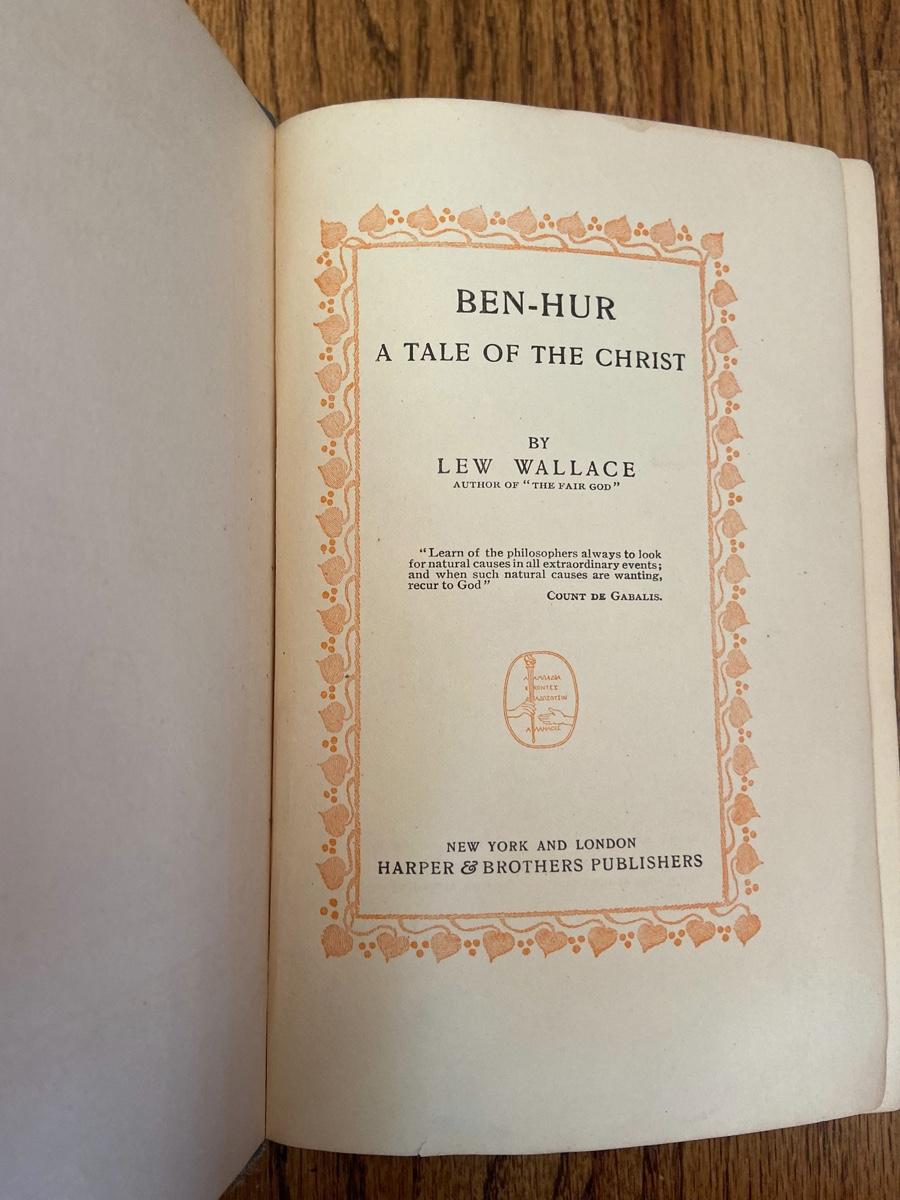 BEN-HUR
A TALE OF THE CHRIST
BY
LEW WALLACE
AUTHOR OF "THE FAIR GOD"
"Learn of the philosophers always to look
for natural causes in all extraordinary events;
and when such natural causes are wanting,
recur to God"
COUNT DE GABALIS.
NEW YORK AND LONDON
HARPER & BROTHERS PUBLISHERS